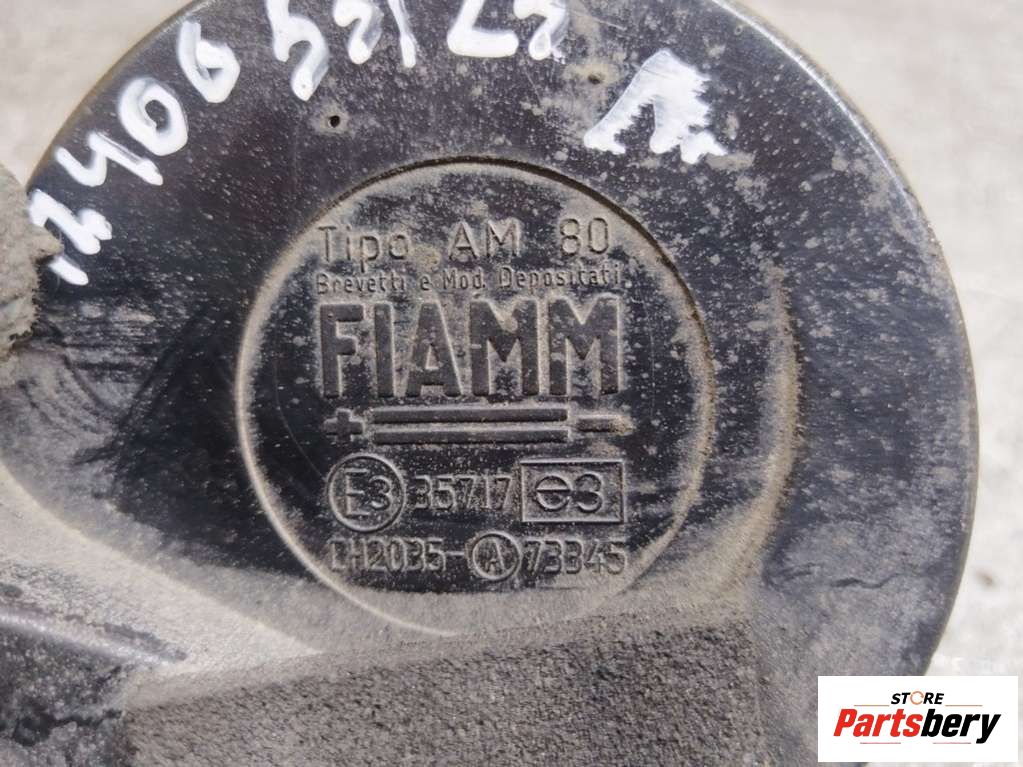 Tipo AM 80
Brevetti e Mod. Depositati
FIAMM
+ −
E3 35717 e3
CH2035-A 73345
STORE
Partsbery